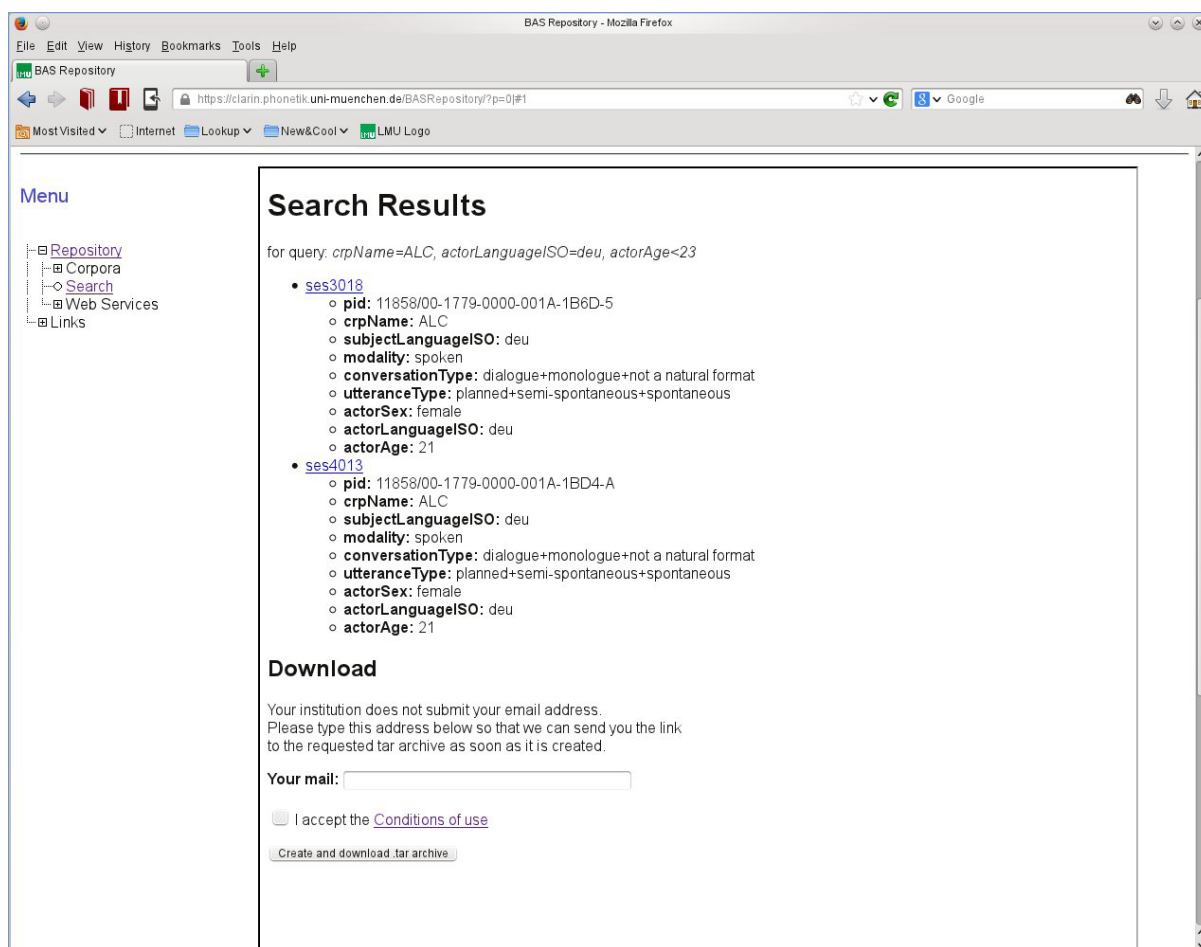 BAS Repository - Mozilla Firefox
File Edit View History Bookmarks Tools Help
LMU BAS Repository
https://clarin.phonetik.uni-muenchen.de/BASRepository/?p=0|#1
8 Google
Most Visited Internet Lookup New&Cool LMU LMU Logo
Menu
Repository
Corpora
Search
Web Services
Links
Search Results
for query: crpName=ALC, actorLanguageISO=deu, actorAge<23
ses3018
pid: 11858/00-1779-0000-001A-1B6D-5
crpName: ALC
subjectLanguageISO: deu
modality: spoken
conversationType: dialogue+monologue+not a natural format
utteranceType: planned+semi-spontaneous+spontaneous
actorSex: female
actorLanguageISO: deu
actorAge: 21
ses4013
pid: 11858/00-1779-0000-001A-1BD4-A
crpName: ALC
subjectLanguageISO: deu
modality: spoken
conversationType: dialogue+monologue+not a natural format
utteranceType: planned+semi-spontaneous+spontaneous
actorSex: female
actorLanguageISO: deu
actorAge: 21
Download
Your institution does not submit your email address.
Please type this address below so that we can send you the link
to the requested tar archive as soon as it is created.
Your mail:
I accept the Conditions of use
Create and download .tar archive